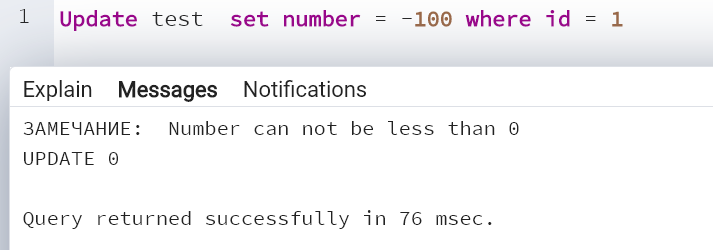 1 Update test  set number = -100 where id = 1
Explain Messages Notifications
ЗАМЕЧАНИЕ:  Number can not be less than 0
UPDATE 0
Query returned successfully in 76 msec.